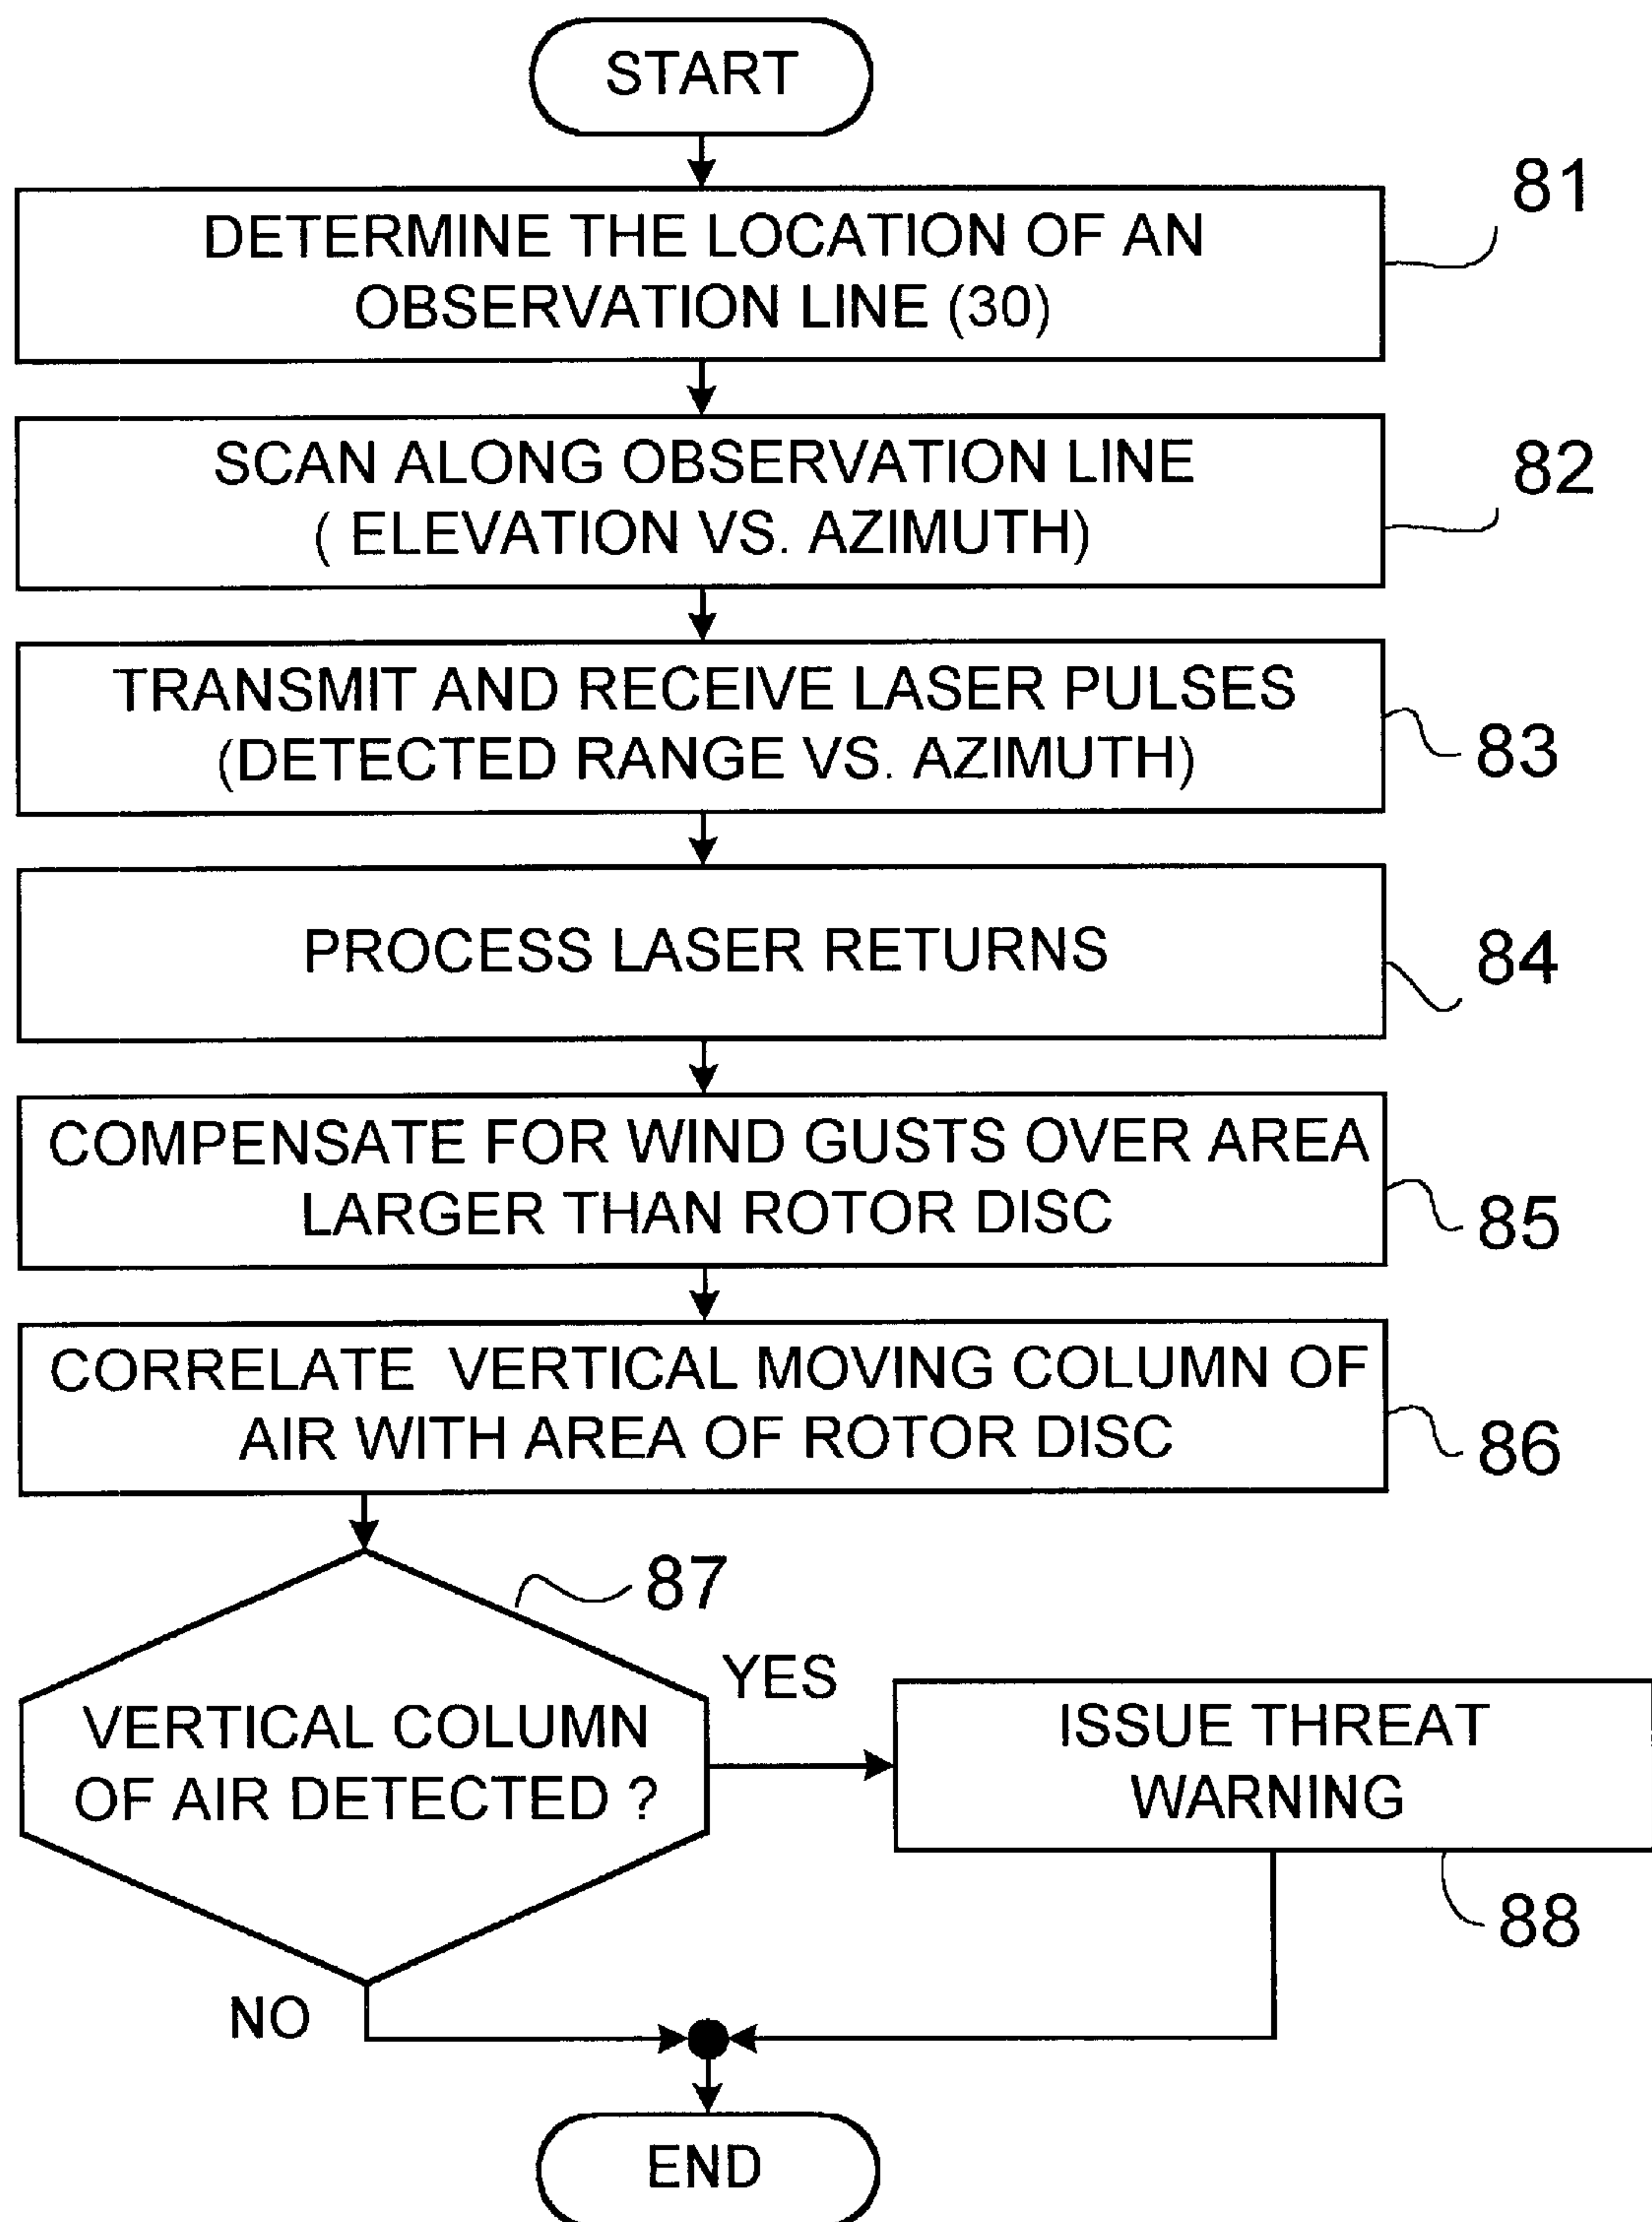 START
81
DETERMINE THE LOCATION OF AN
OBSERVATION LINE (30)
82
SCAN ALONG OBSERVATION LINE
( ELEVATION VS. AZIMUTH)
TRANSMIT AND RECEIVE LASER PULSES
(DETECTED RANGE VS. AZIMUTH)
83
PROCESS LASER RETURNS
84
COMPENSATE FOR WIND GUSTS OVER AREA
LARGER THAN ROTOR DISC
85
CORRELATE VERTICAL MOVING COLUMN OF
AIR WITH AREA OF ROTOR DISC
86
87
VERTICAL COLUMN
OF AIR DETECTED ?
YES
ISSUE THREAT
WARNING
88
NO
END